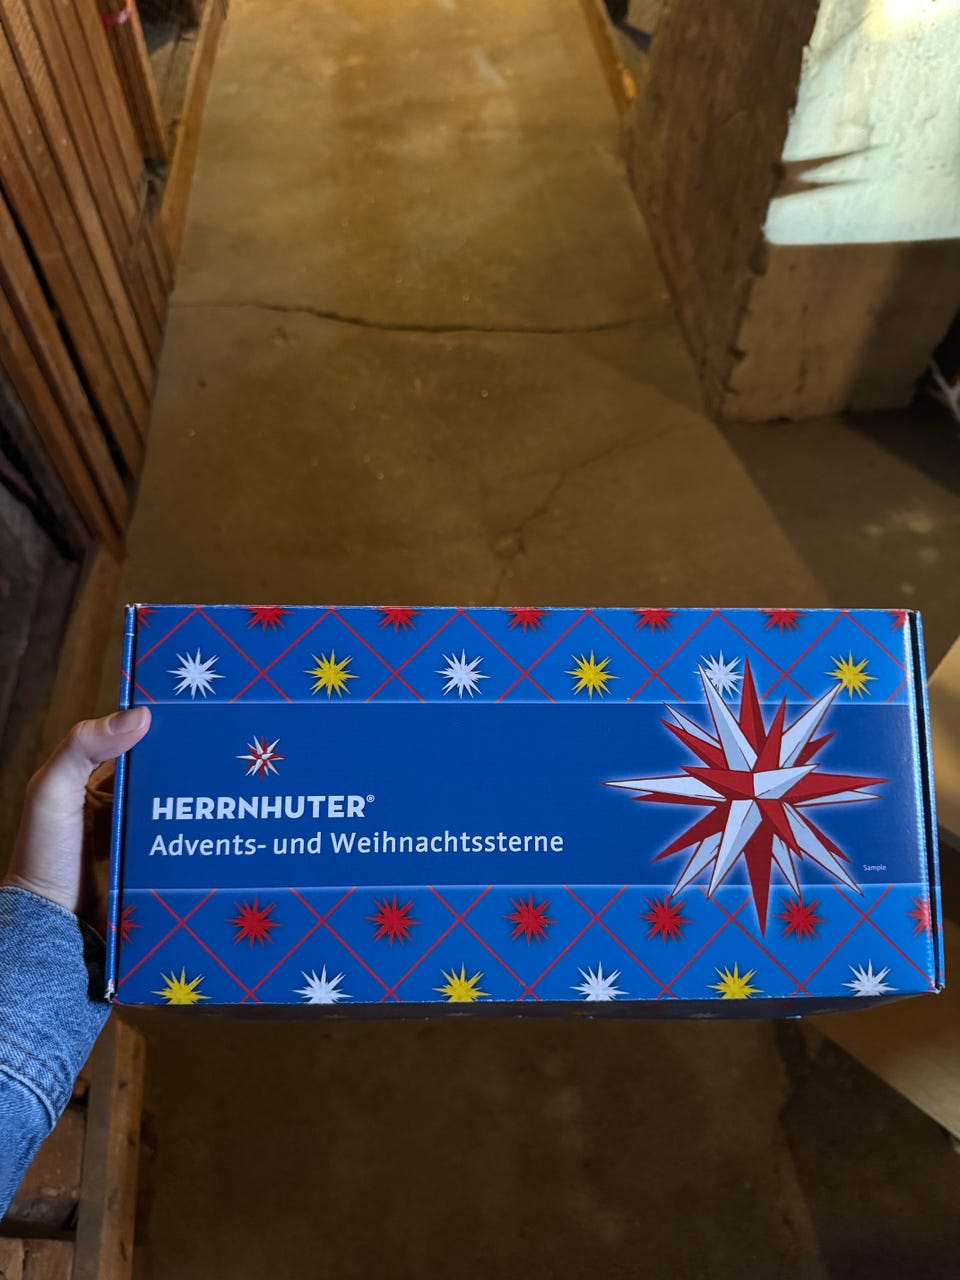 HERRNHUTER®
Advents- und Weihnachtssterne
Sample